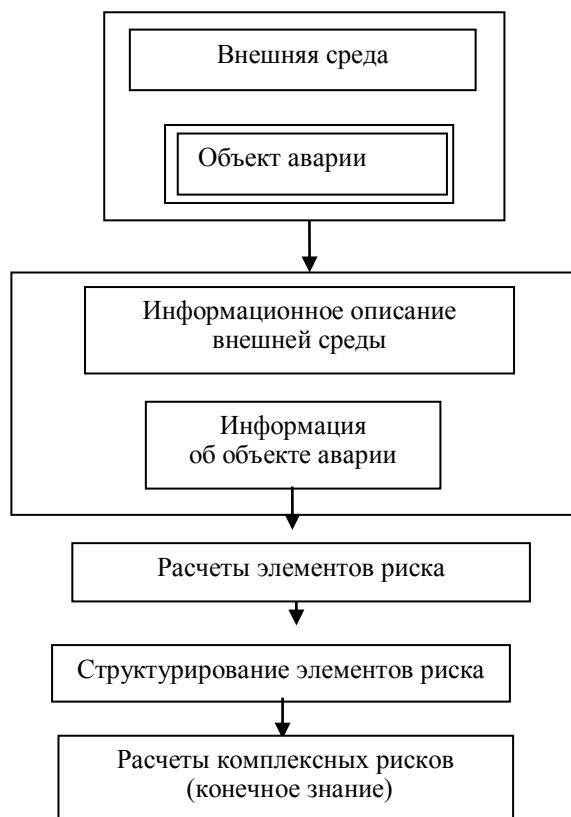 Внешняя среда
Объект аварии
Информационное описание
внешней среды
Информация
об объекте аварии
Расчеты элементов риска
Структурирование элементов риска
Расчеты комплексных рисков
(конечное знание)